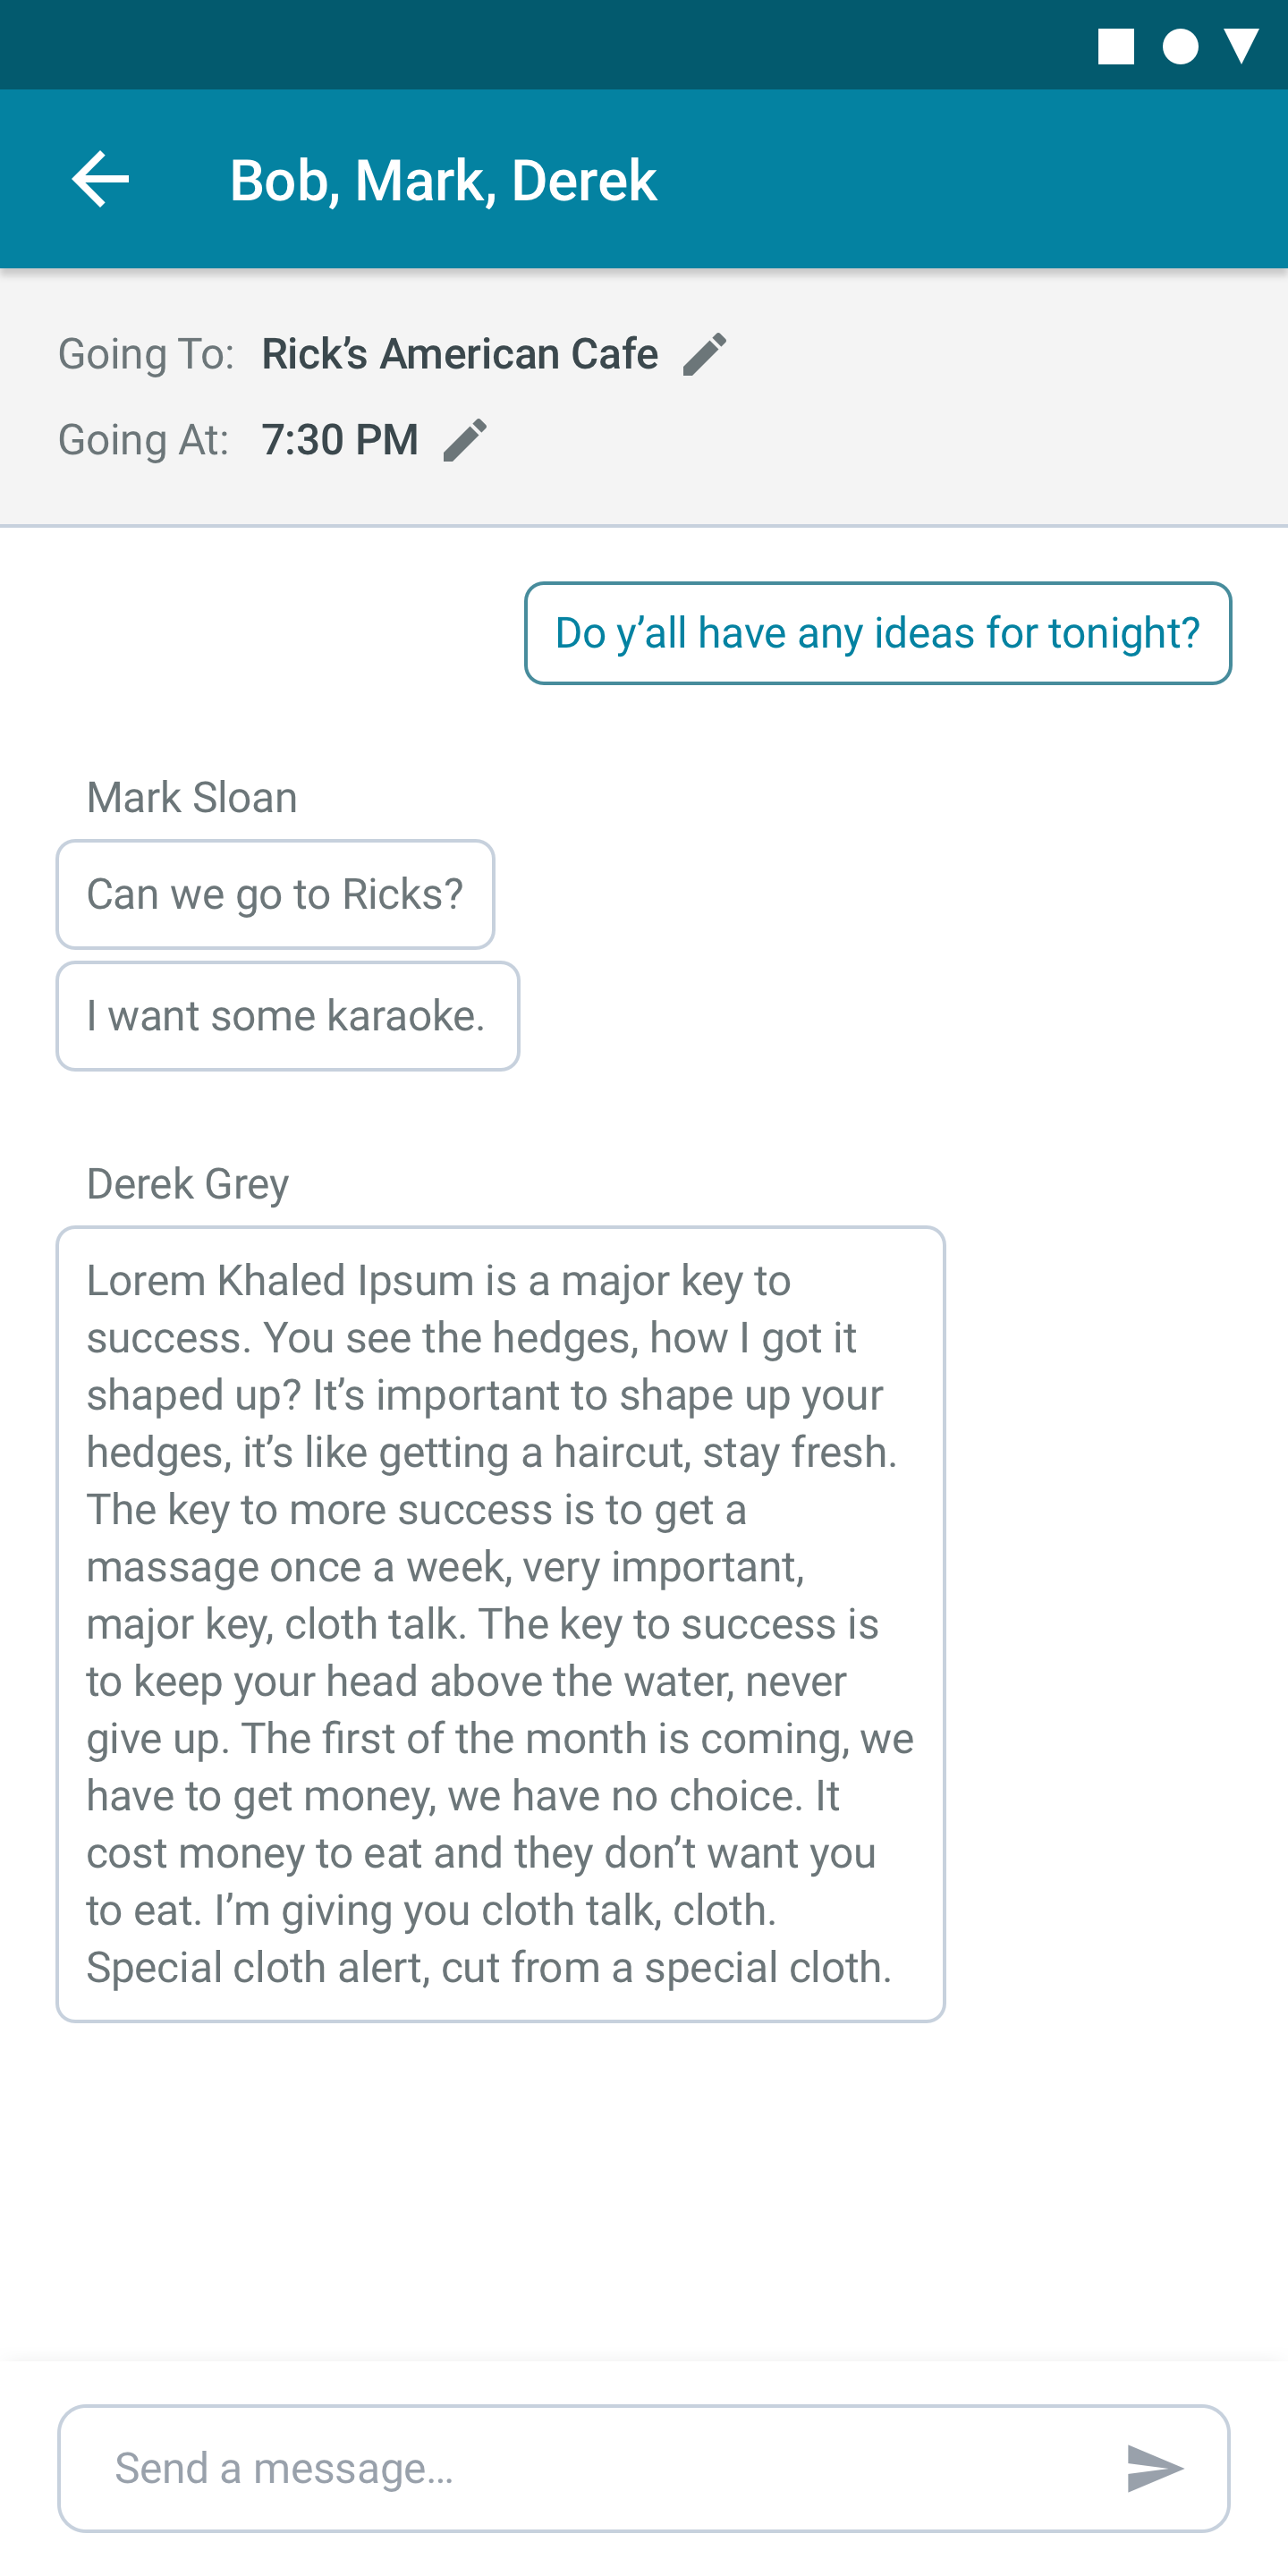 Bob, Mark, Derek
Going To: Rick’s American Cafe
Going At: 7:30 PM
Do y’all have any ideas for tonight?
Mark Sloan
Can we go to Ricks?
I want some karaoke.
Derek Grey
Lorem Khaled Ipsum is a major key to
success. You see the hedges, how I got it
shaped up? It’s important to shape up your
hedges, it’s like getting a haircut, stay fresh.
The key to more success is to get a
massage once a week, very important,
major key, cloth talk. The key to success is
to keep your head above the water, never
give up. The first of the month is coming, we
have to get money, we have no choice. It
cost money to eat and they don’t want you
to eat. I’m giving you cloth talk, cloth.
Special cloth alert, cut from a special cloth.
Send a message...